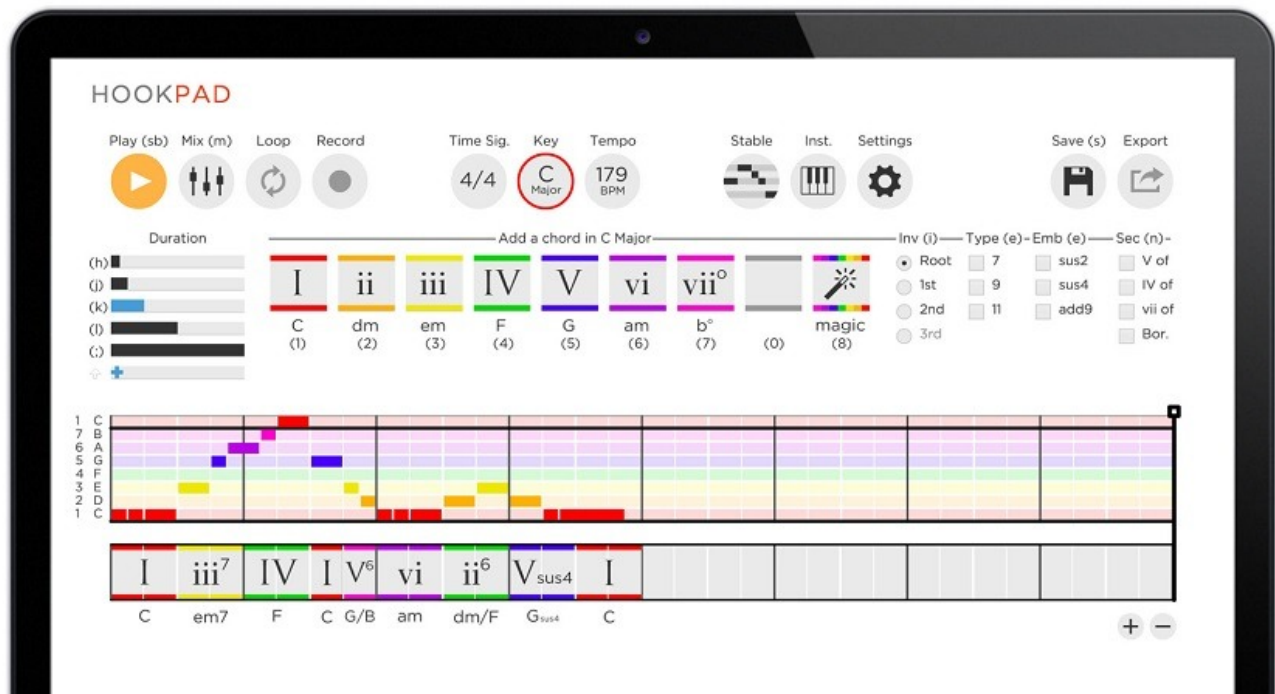 HOOKPAD
Play (sb) Mix (m) Loop Record Time Sig. Key Tempo Stable Inst. Settings Save (s) Export
4/4 C Major 179 BPM
Duration
(h)
(j)
(k)
(l)
(;)
Add a chord in C Major
I ii iii IV V vi vii°
C dm em F G am b° magic
(1) (2) (3) (4) (5) (6) (7) (0) (8)
Inv (i) Type (e) Emb (e) Sec (n)
Root 7 sus2 V of
1st 9 sus4 IV of
2nd 11 add9 vii of
3rd Bor.
1 C
7 B
6 A
5 G
4 F
3 E
2 D
1 C
I iii7 IV I V6 vi ii6 Vsus4 I
C em7 F C G/B am dm/F Gsus4 C
+ −